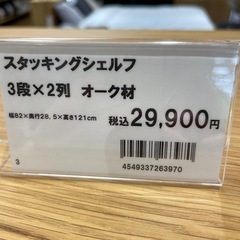 スタッキングシェルフ
3段×2列 オーク材
幅82×奥行28.5×高さ121cm 税込29,900円
3
4549337263970